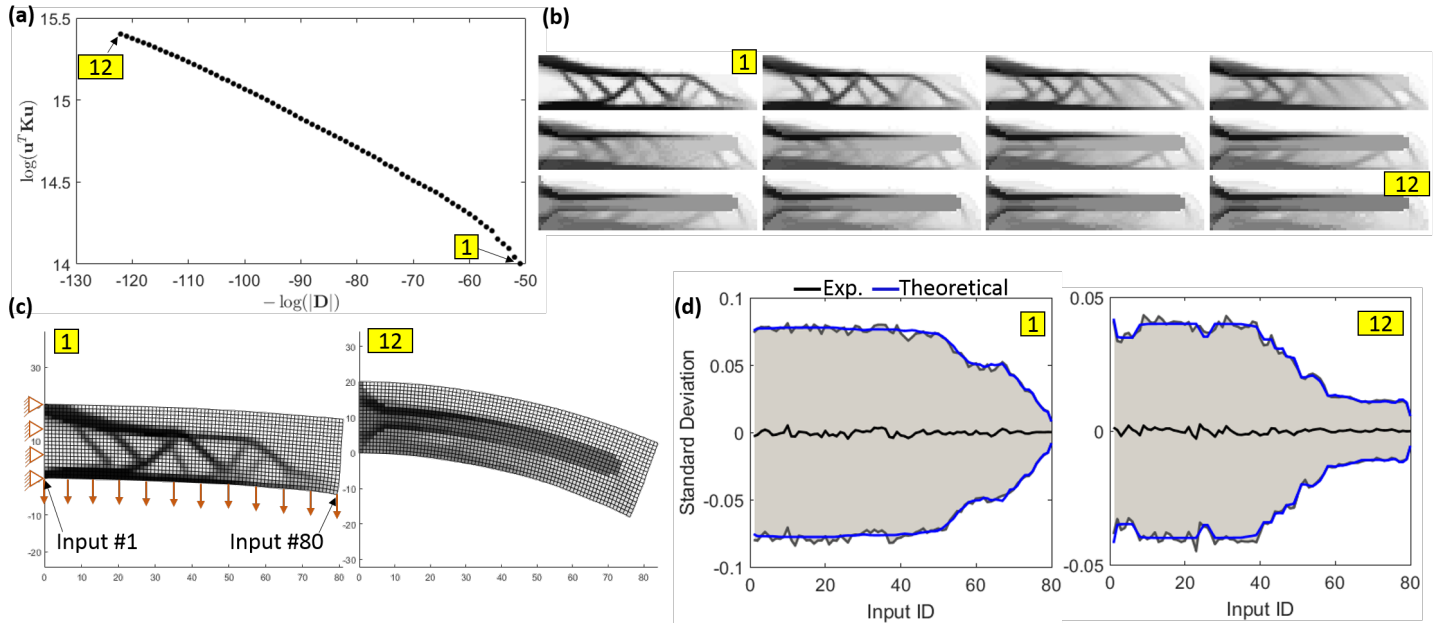 (a)
15.5
15
14.5
14
log(uᵀKu)
12
1
-130 -120 -110 -100 -90 -80 -70 -60 -50
− log(|D|)
(b)
1
12
(c)
1
30
10
-10
-20
Input #1
Input #80
0 10 20 30 40 50 60 70 80
12
30
20
10
0
-10
-20
-30
0 10 20 30 40 50 60 70 80
(d)
Exp. Theoretical
1
0.1
0.05
0
-0.05
-0.1
Standard Deviation
0 20 40 60 80
Input ID
12
0.05
0
-0.05
0 20 40 60 80
Input ID